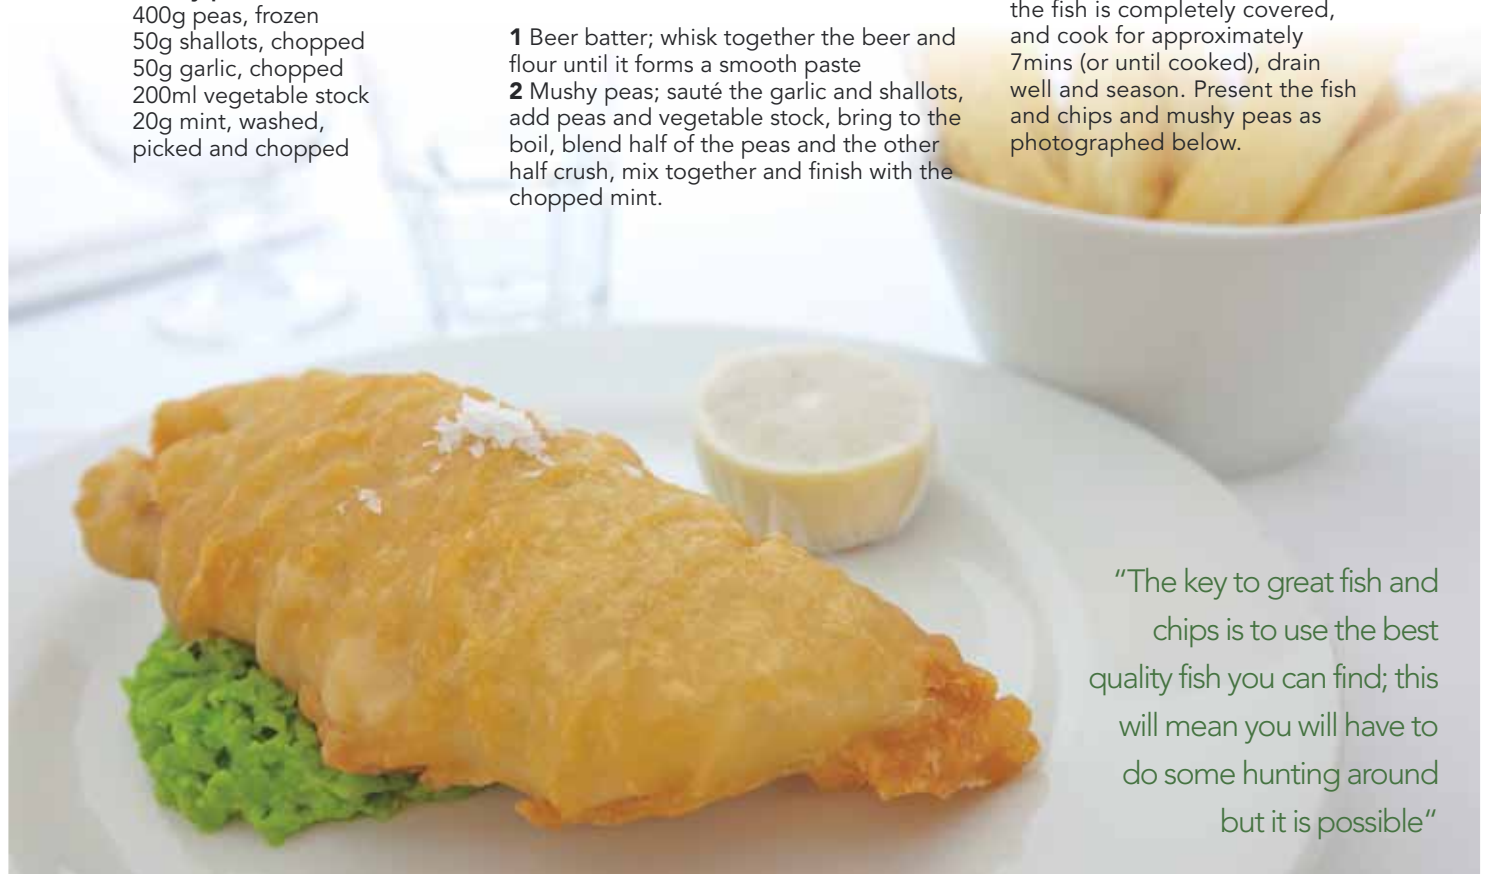 400g peas, frozen
50g shallots, chopped
50g garlic, chopped
200ml vegetable stock
20g mint, washed,
picked and chopped
1 Beer batter; whisk together the beer and
flour until it forms a smooth paste
2 Mushy peas; sauté the garlic and shallots,
add peas and vegetable stock, bring to the
boil, blend half of the peas and the other
half crush, mix together and finish with the
chopped mint.
the fish is completely covered,
and cook for approximately
7mins (or until cooked), drain
well and season. Present the fish
and chips and mushy peas as
photographed below.
“The key to great fish and
chips is to use the best
quality fish you can find; this
will mean you will have to
do some hunting around
but it is possible“